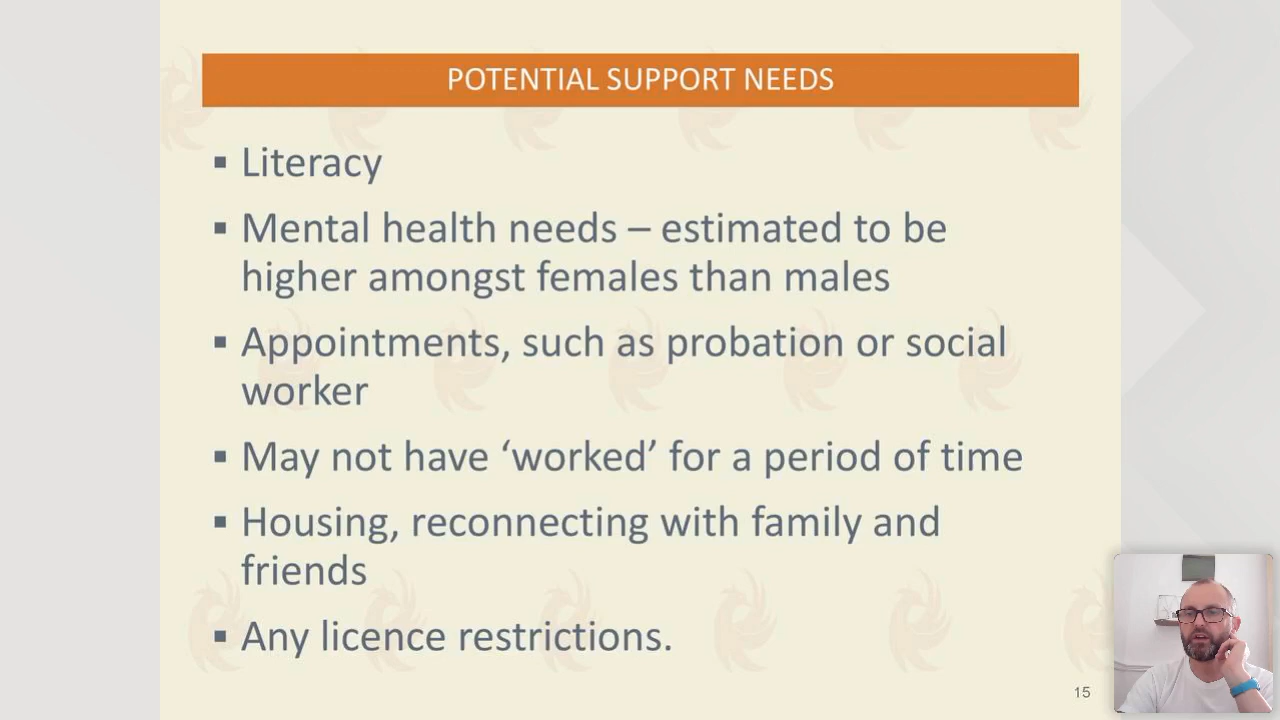 POTENTIAL SUPPORT NEEDS
▪ Literacy
▪ Mental health needs – estimated to be
higher amongst females than males
▪ Appointments, such as probation or social
worker
▪ May not have ‘worked’ for a period of time
▪ Housing, reconnecting with family and
friends
▪ Any licence restrictions.
15